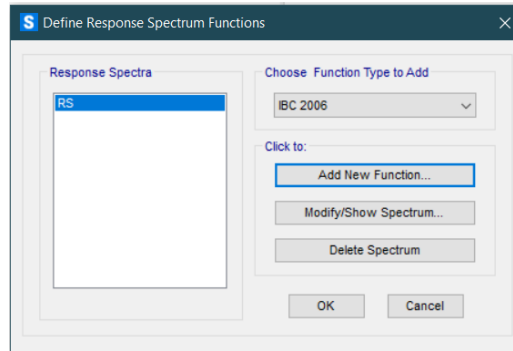 S Define Response Spectrum Functions
Response Spectra
RS
Choose Function Type to Add
IBC 2006
Click to:
Add New Function...
Modify/Show Spectrum...
Delete Spectrum
OK Cancel